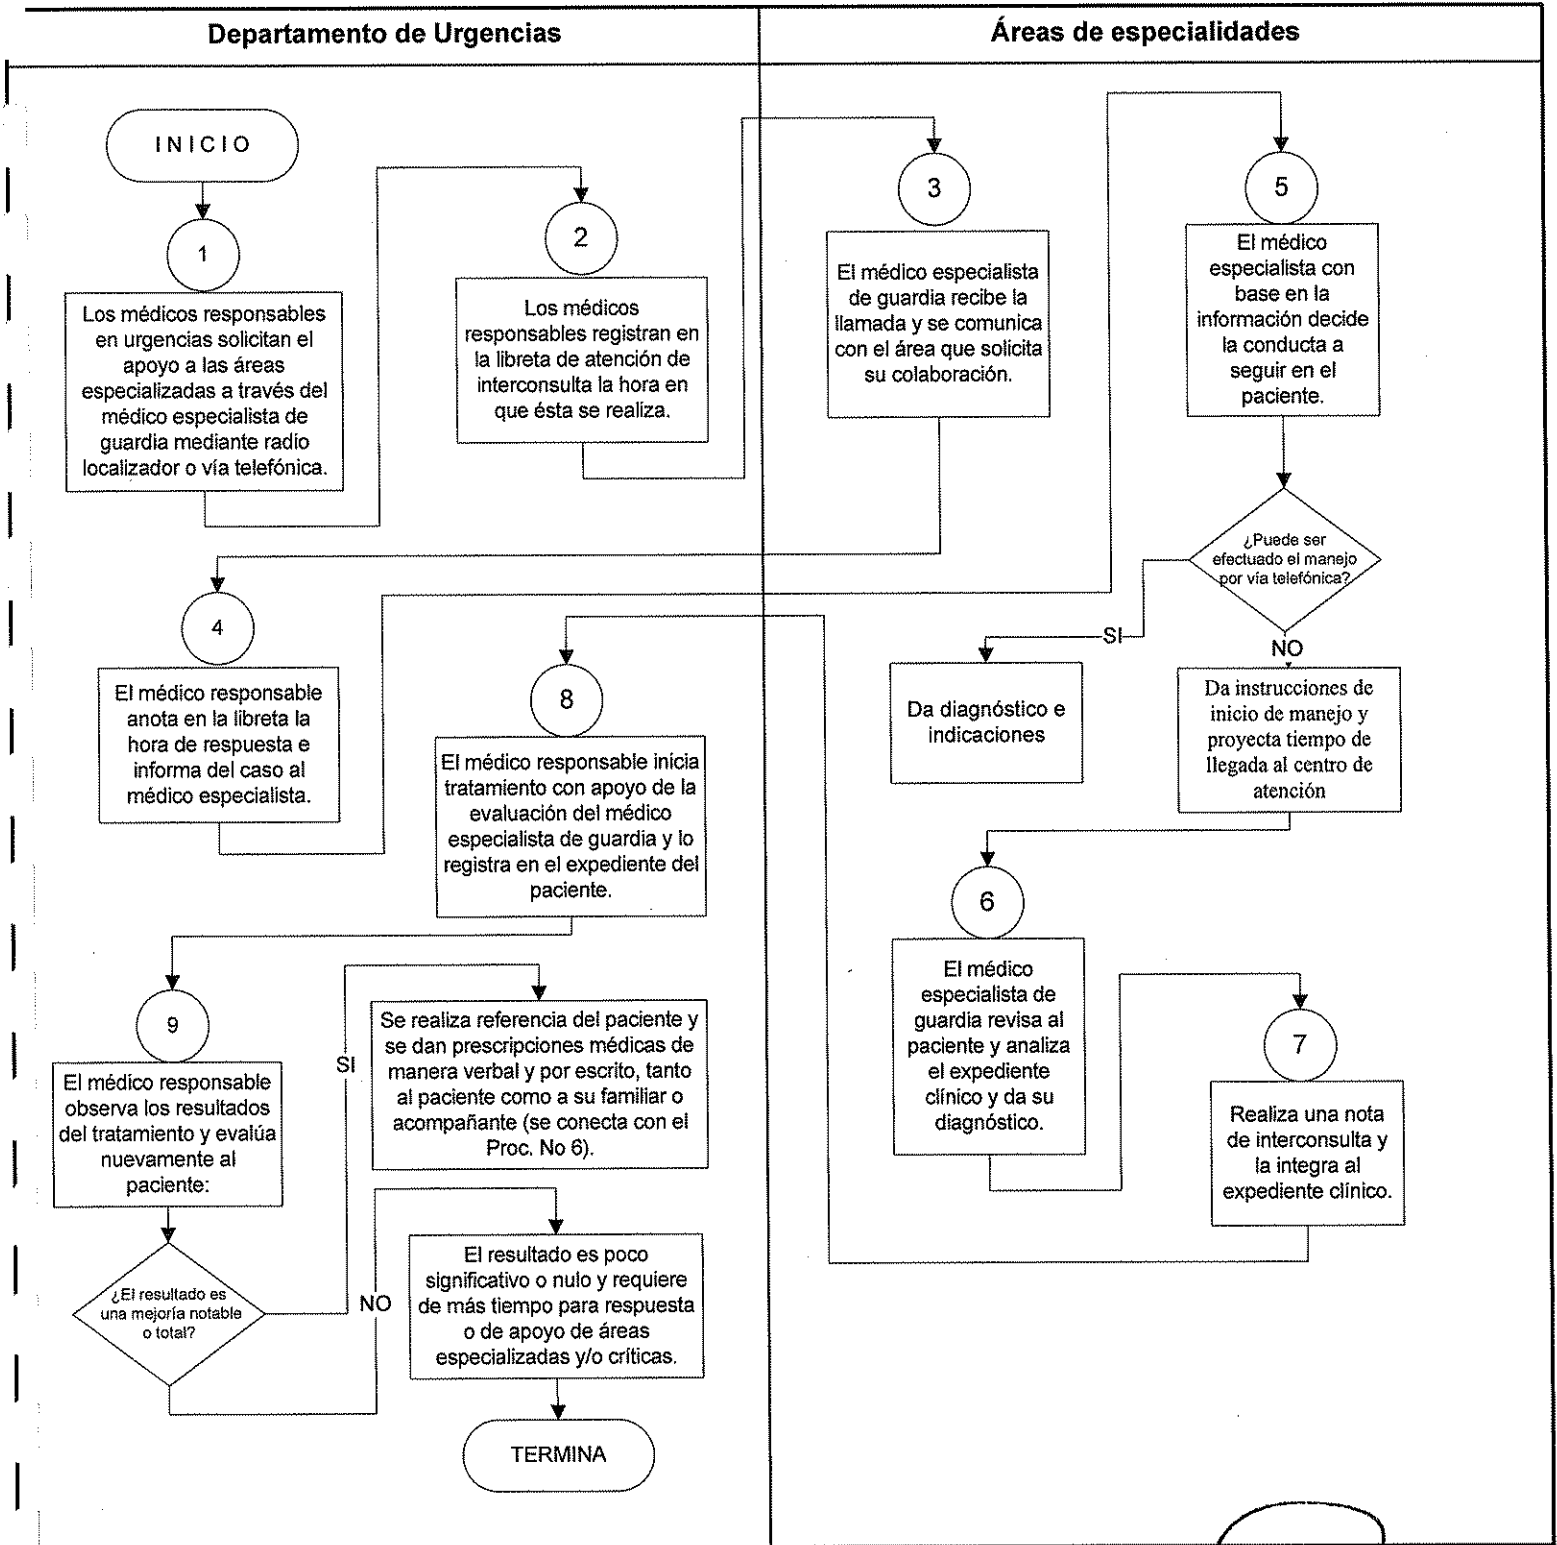 Departamento de Urgencias
Áreas de especialidades
INICIO
1
Los médicos responsables
en urgencias solicitan el
apoyo a las áreas
especializadas a través del
médico especialista de
guardia mediante radio
localizador o vía telefónica.
2
Los médicos
responsables registran en
la libreta de atención de
interconsulta la hora en
que ésta se realiza.
3
El médico especialista
de guardia recibe la
llamada y se comunica
con el área que solicita
su colaboración.
4
El médico responsable
anota en la libreta la
hora de respuesta e
informa del caso al
médico especialista.
5
El médico
especialista con
base en la
información decide
la conducta a
seguir en el
paciente.
¿Puede ser
efectuado el manejo
por vía telefónica?
SI
NO
Da diagnóstico e
indicaciones
Da instrucciones de
inicio de manejo y
proyecta tiempo de
llegada al centro de
atención
6
El médico
especialista de
guardia revisa al
paciente y analiza
el expediente
clínico y da su
diagnóstico.
7
Realiza una nota
de interconsulta y
la integra al
expediente clínico.
8
El médico responsable inicia
tratamiento con apoyo de la
evaluación del médico
especialista de guardia y lo
registra en el expediente del
paciente.
9
El médico responsable
observa los resultados
del tratamiento y evalúa
nuevamente al
paciente:
¿El resultado es
una mejoría notable
o total?
SI
Se realiza referencia del paciente y
se dan prescripciones médicas de
manera verbal y por escrito, tanto
al paciente como a su familiar o
acompañante (se conecta con el
Proc. No 6).
NO
El resultado es poco
significativo o nulo y requiere
de más tiempo para respuesta
o de apoyo de áreas
especializadas y/o críticas.
TERMINA